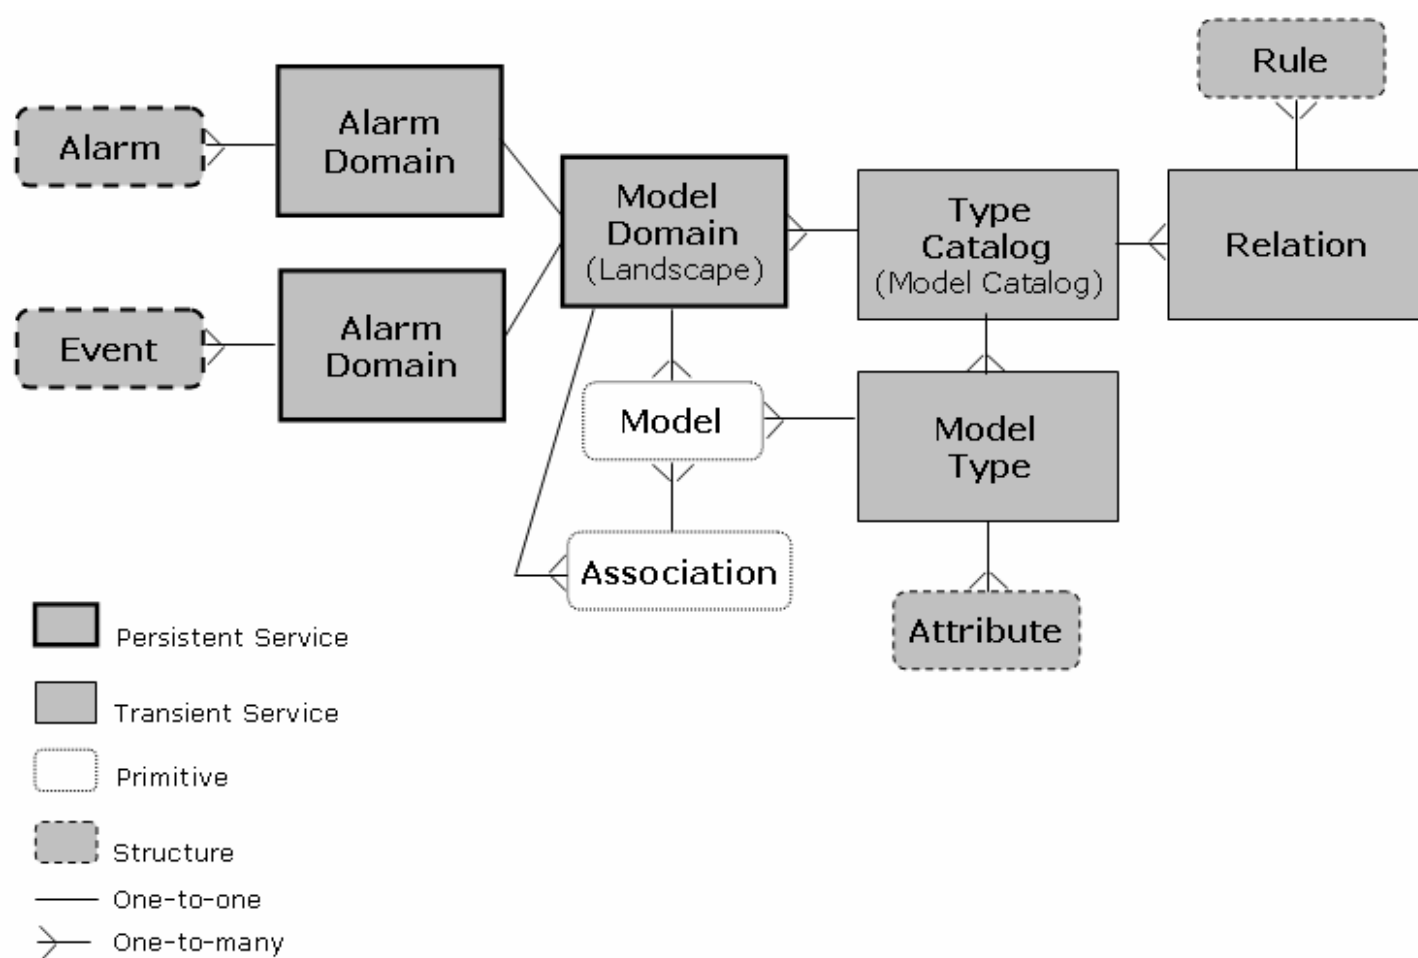 Rule
Alarm
Alarm
Domain
Model
Domain
(Landscape)
Type
Catalog
(Model Catalog)
Relation
Event
Alarm
Domain
Model
Model
Type
Association
Attribute
Persistent Service
Transient Service
Primitive
Structure
One-to-one
One-to-many